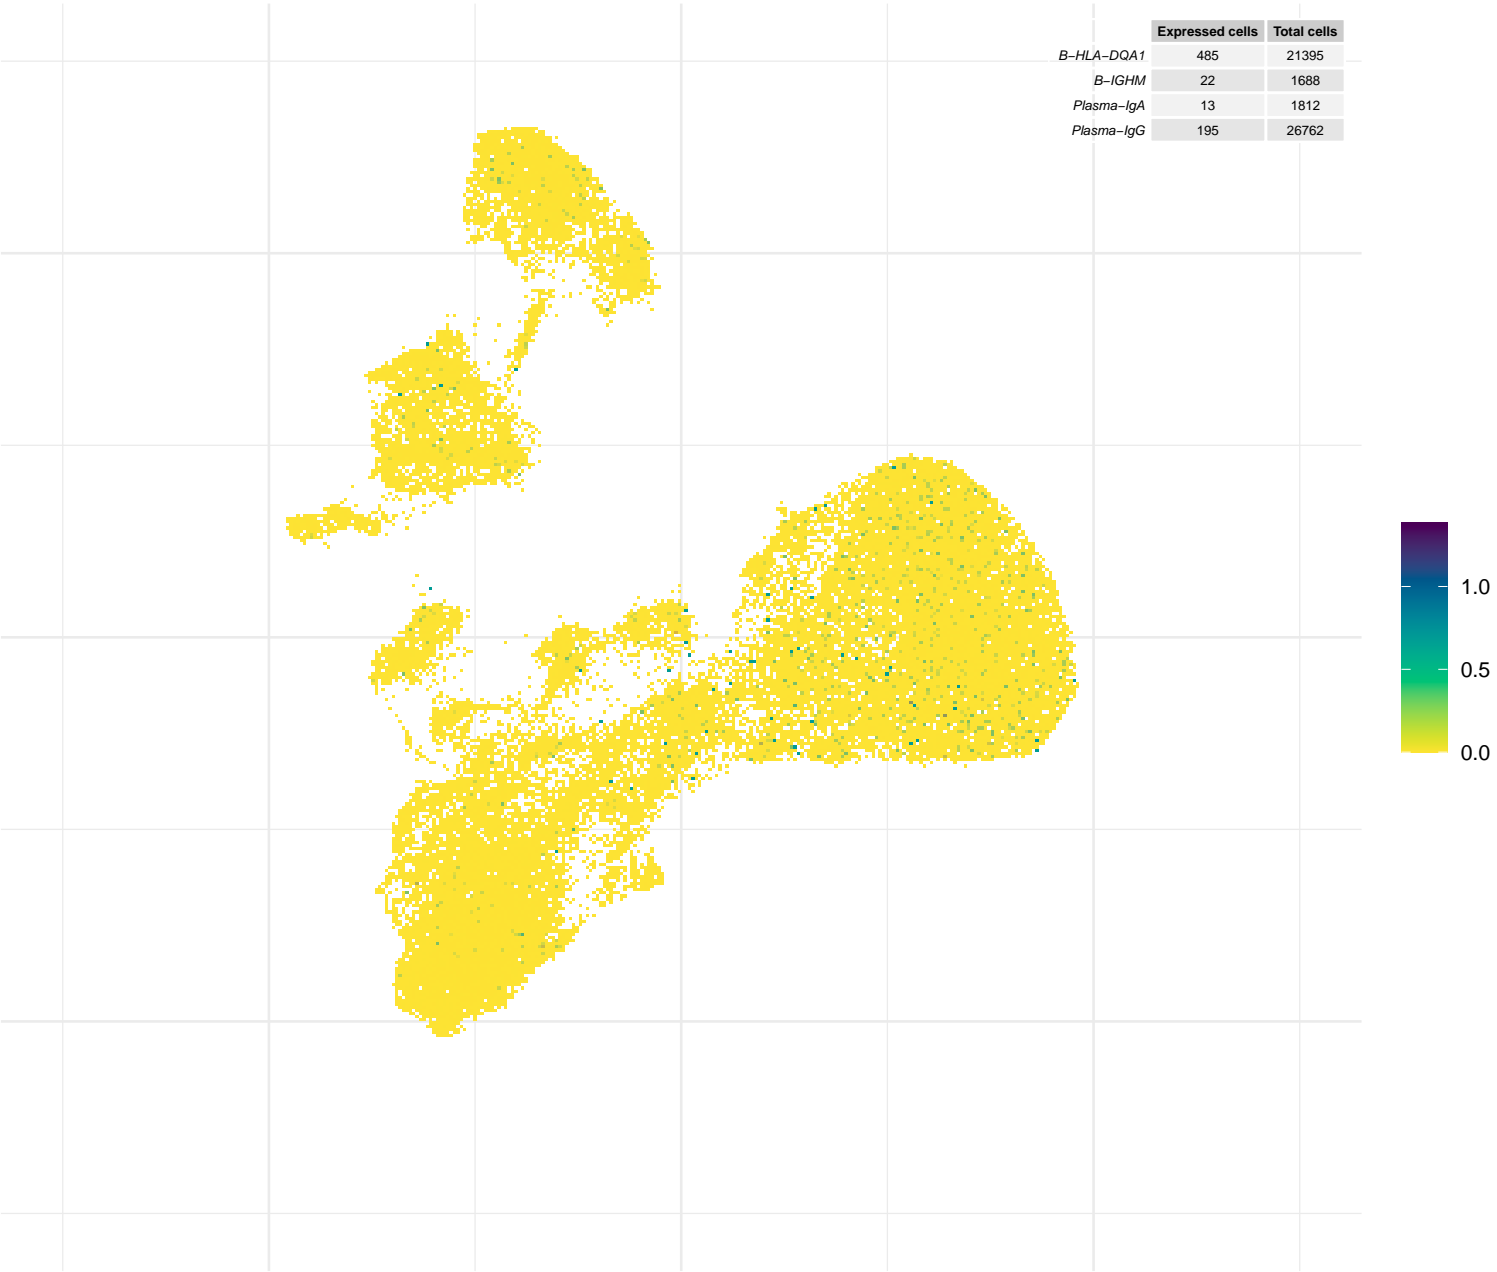 Expressed cells Total cells
B−HLA−DQA1 485 21395
B−IGHM 22 1688
Plasma−IgA 13 1812
Plasma−IgG 195 26762
1.0
0.5
0.0